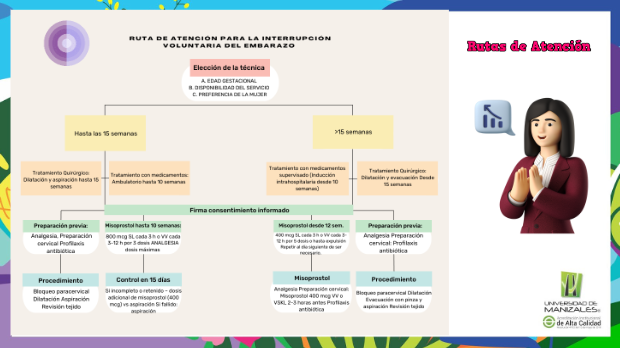 RUTA DE ATENCIÓN PARA LA INTERRUPCIÓN
VOLUNTARIA DEL EMBARAZO
Rutas de Atención
Elección de la técnica
A. EDAD GESTACIONAL
B. DISPONIBILIDAD DEL SERVICIO
C. PREFERENCIA DE LA MUJER
Hasta las 15 semanas
>15 semanas
Tratamiento Quirúrgico:
Dilatación y aspiración hasta 15
semanas
Tratamiento con medicamentos:
Ambulatorio hasta 10 semanas
Tratamiento con medicamentos
supervisado (Inducción
intrahospitalaria desde 10
semanas)
Tratamiento Quirúrgico:
Dilatación y evacuación Desde
15 semanas
Firma consentimiento informado
Preparación previa:
Analgesia, Preparación
cervical Profilaxis
antibiótica
Misoprostol hasta 10 semanas:
800 mcg SL cada 3 h o VV cada
3-12 h por 3 dosis ANALGESIA
dosis máximas
Misoprostol desde 12 sem.
400 mcg SL cada 3 h o VV cada 3-
12 h por 5 dosis o hasta expulsión
Repetir al día siguiente de ser
necesario.
Preparación previa:
Analgesia Preparación
cervical: Profilaxis
antibiótica
Procedimiento
Bloqueo paracervical
Dilatación Aspiración
Revisión tejido
Control en 15 días
Si incompleto o retenido - dosis
adicional de misoprostol (400
mcg) vs aspiración Si fallido
aspiración
Misoprostol
Analgesia Preparación cervical:
Misoprostol 400 mcg VV o
VSKL, 2-3 horas antes Profilaxis
antibiótica
Procedimiento
Bloqueo paracervical Dilatación
Evacuación con pinzas y
aspiración Revisión tejido
UNIVERSIDAD DE
MANIZALES
de Alta Calidad